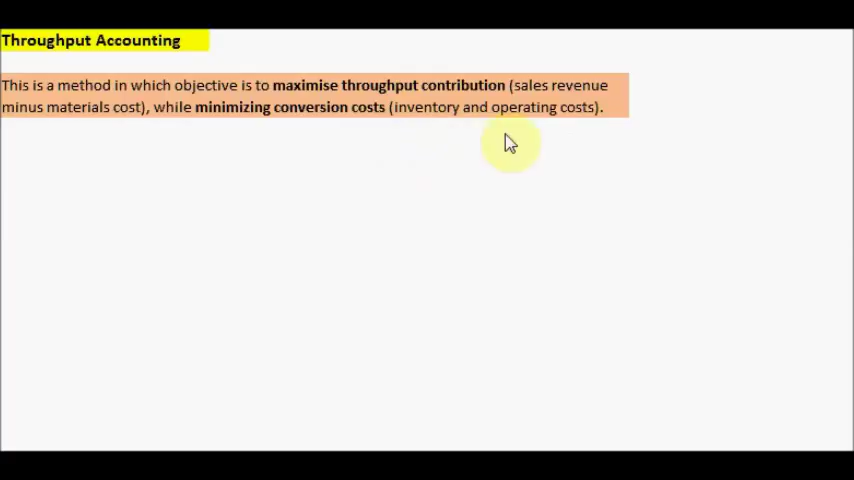 Throughput Accounting
This is a method in which objective is to maximise throughput contribution (sales revenue
minus materials cost), while minimizing conversion costs (inventory and operating costs).